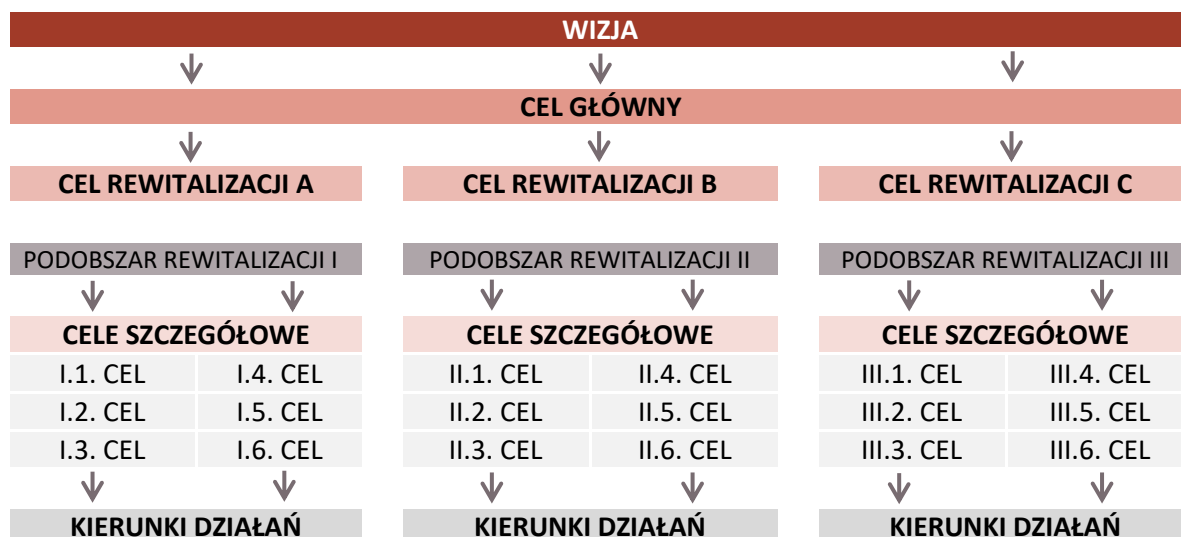 WIZJA
CEL GŁÓWNY
CEL REWITALIZACJI A CEL REWITALIZACJI B CEL REWITALIZACJI C
PODOBSZAR REWITALIZACJI I PODOBSZAR REWITALIZACJI II PODOBSZAR REWITALIZACJI III
CELE SZCZEGÓŁOWE CELE SZCZEGÓŁOWE CELE SZCZEGÓŁOWE
I.1. CEL I.4. CEL II.1. CEL II.4. CEL III.1. CEL III.4. CEL
I.2. CEL I.5. CEL II.2. CEL II.5. CEL III.2. CEL III.5. CEL
I.3. CEL I.6. CEL II.3. CEL II.6. CEL III.3. CEL III.6. CEL
KIERUNKI DZIAŁAŃ KIERUNKI DZIAŁAŃ KIERUNKI DZIAŁAŃ